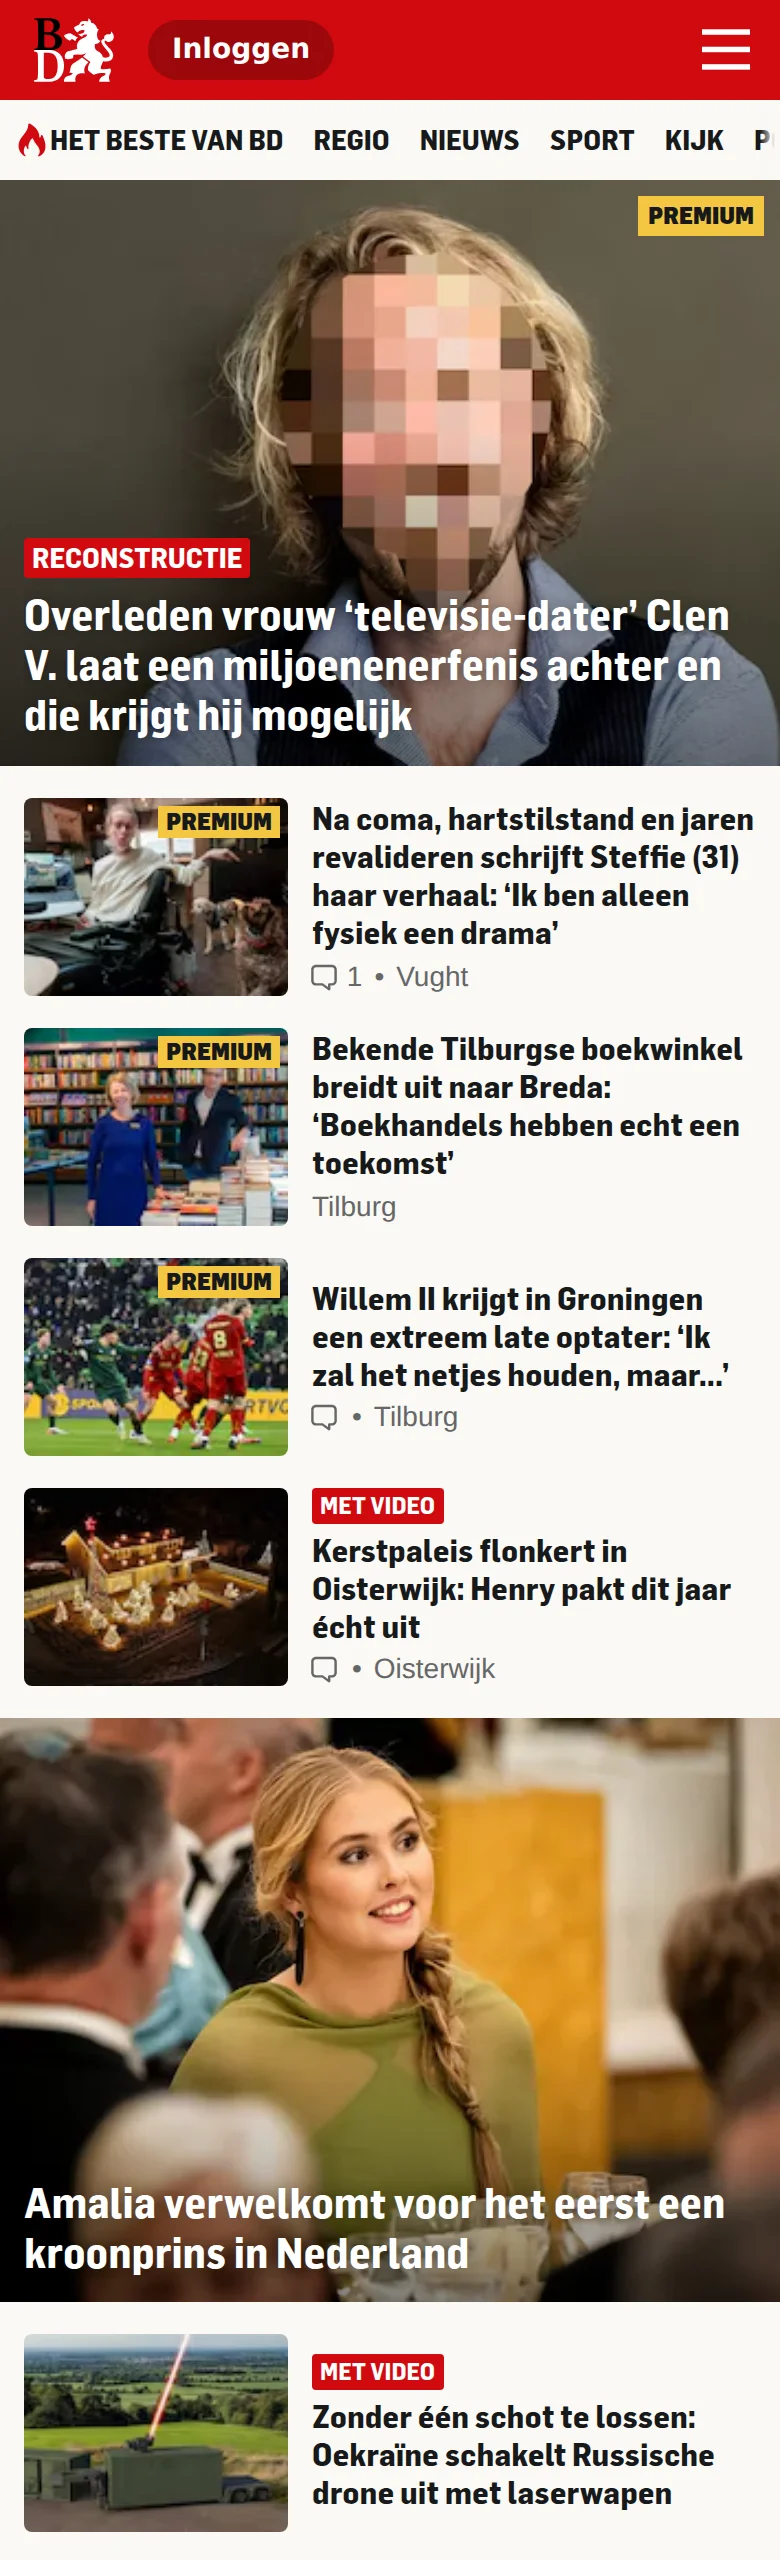 BD
Inloggen
HET BESTE VAN BD REGIO NIEUWS SPORT KIJK
PREMIUM
RECONSTRUCTIE
Overleden vrouw ‘televisie-dater’ Clen
V. laat een miljoenenerfenis achter en
die krijgt hij mogelijk
PREMIUM
Na coma, hartstilstand en jaren
revalideren schrijft Steffie (31)
haar verhaal: ‘Ik ben alleen
fysiek een drama’
1 • Vught
PREMIUM
Bekende Tilburgse boekwinkel
breidt uit naar Breda:
‘Boekhandels hebben echt een
toekomst’
Tilburg
PREMIUM
8
Willem II krijgt in Groningen
een extreem late optater: ‘Ik
zal het netjes houden, maar...’
• Tilburg
MET VIDEO
Kerstpaleis flonkert in
Oisterwijk: Henry pakt dit jaar
écht uit
• Oisterwijk
Amalia verwelkomt voor het eerst een
kroonprins in Nederland
MET VIDEO
Zonder één schot te lossen:
Oekraïne schakelt Russische
drone uit met laserwapen